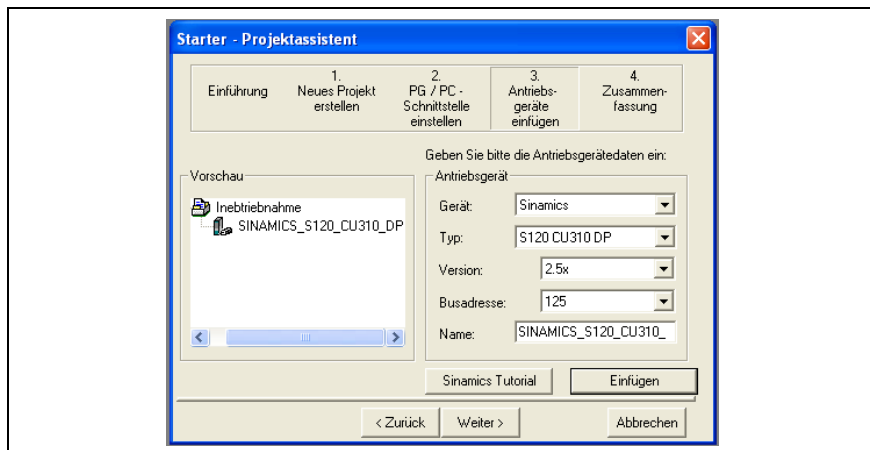 Starter - Projektassistent
Einführung
1.
Neues Projekt
erstellen
2.
PG / PC -
Schnittstelle
einstellen
3.
Antriebs-
geräte
einfügen
4.
Zusammen-
fassung
Geben Sie bitte die Antriebsgerätedaten ein:
Vorschau
Inebtriebnahme
SINAMICS_S120_CU310_DP
Antriebsgerät
Gerät: Sinamics
Typ: S120 CU310 DP
Version: 2.5x
Busadresse: 125
Name: SINAMICS_S120_CU310_
Sinamics Tutorial
Einfügen
< Zurück
Weiter >
Abbrechen